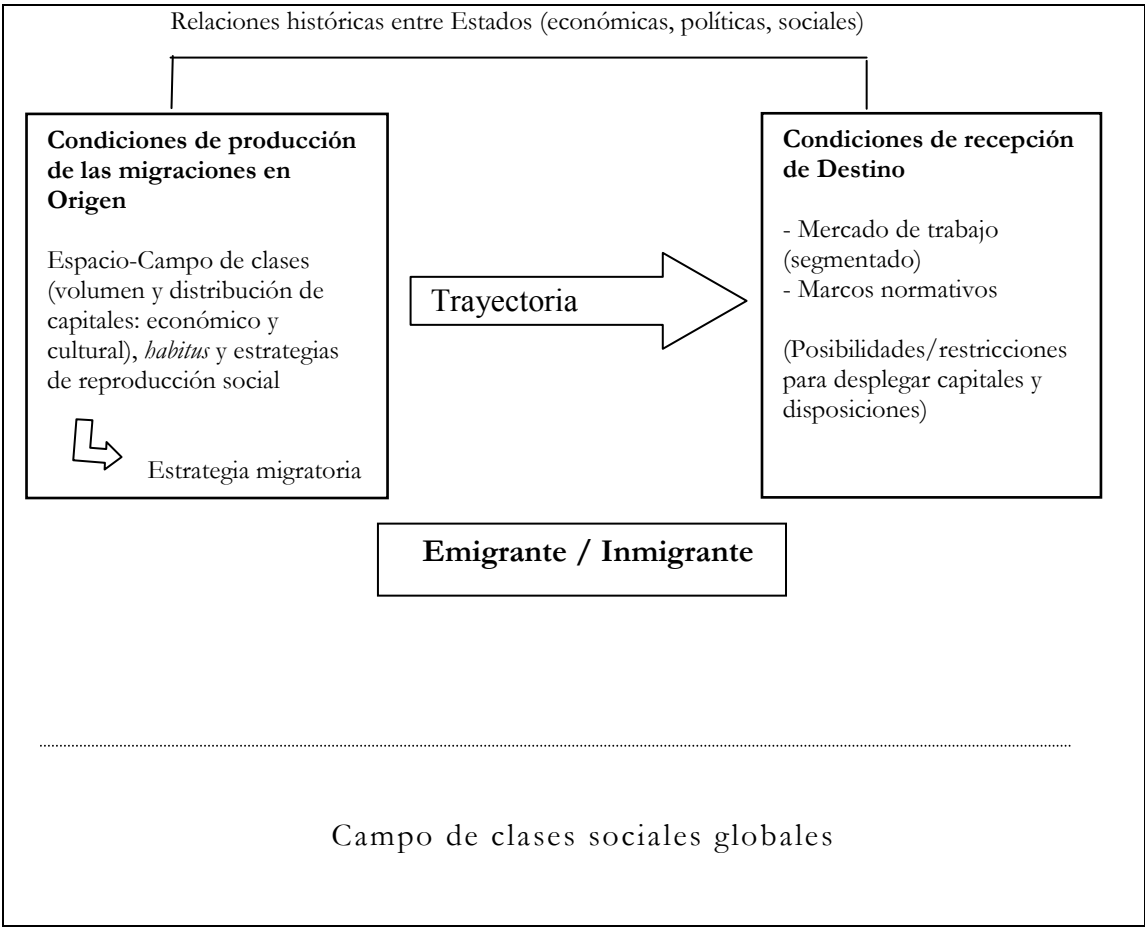 Relaciones históricas entre Estados (económicas, políticas, sociales)
Condiciones de producción
de las migraciones en
Origen
Espacio-Campo de clases
(volumen y distribución de
capitales: económico y
cultural), habitus y estrategias
de reproducción social
Estrategia migratoria
Trayectoria
Condiciones de recepción
de Destino
- Mercado de trabajo
(segmentado)
- Marcos normativos
(Posibilidades/restricciones
para desplegar capitales y
disposiciones)
Emigrante / Inmigrante
Campo de clases sociales globales